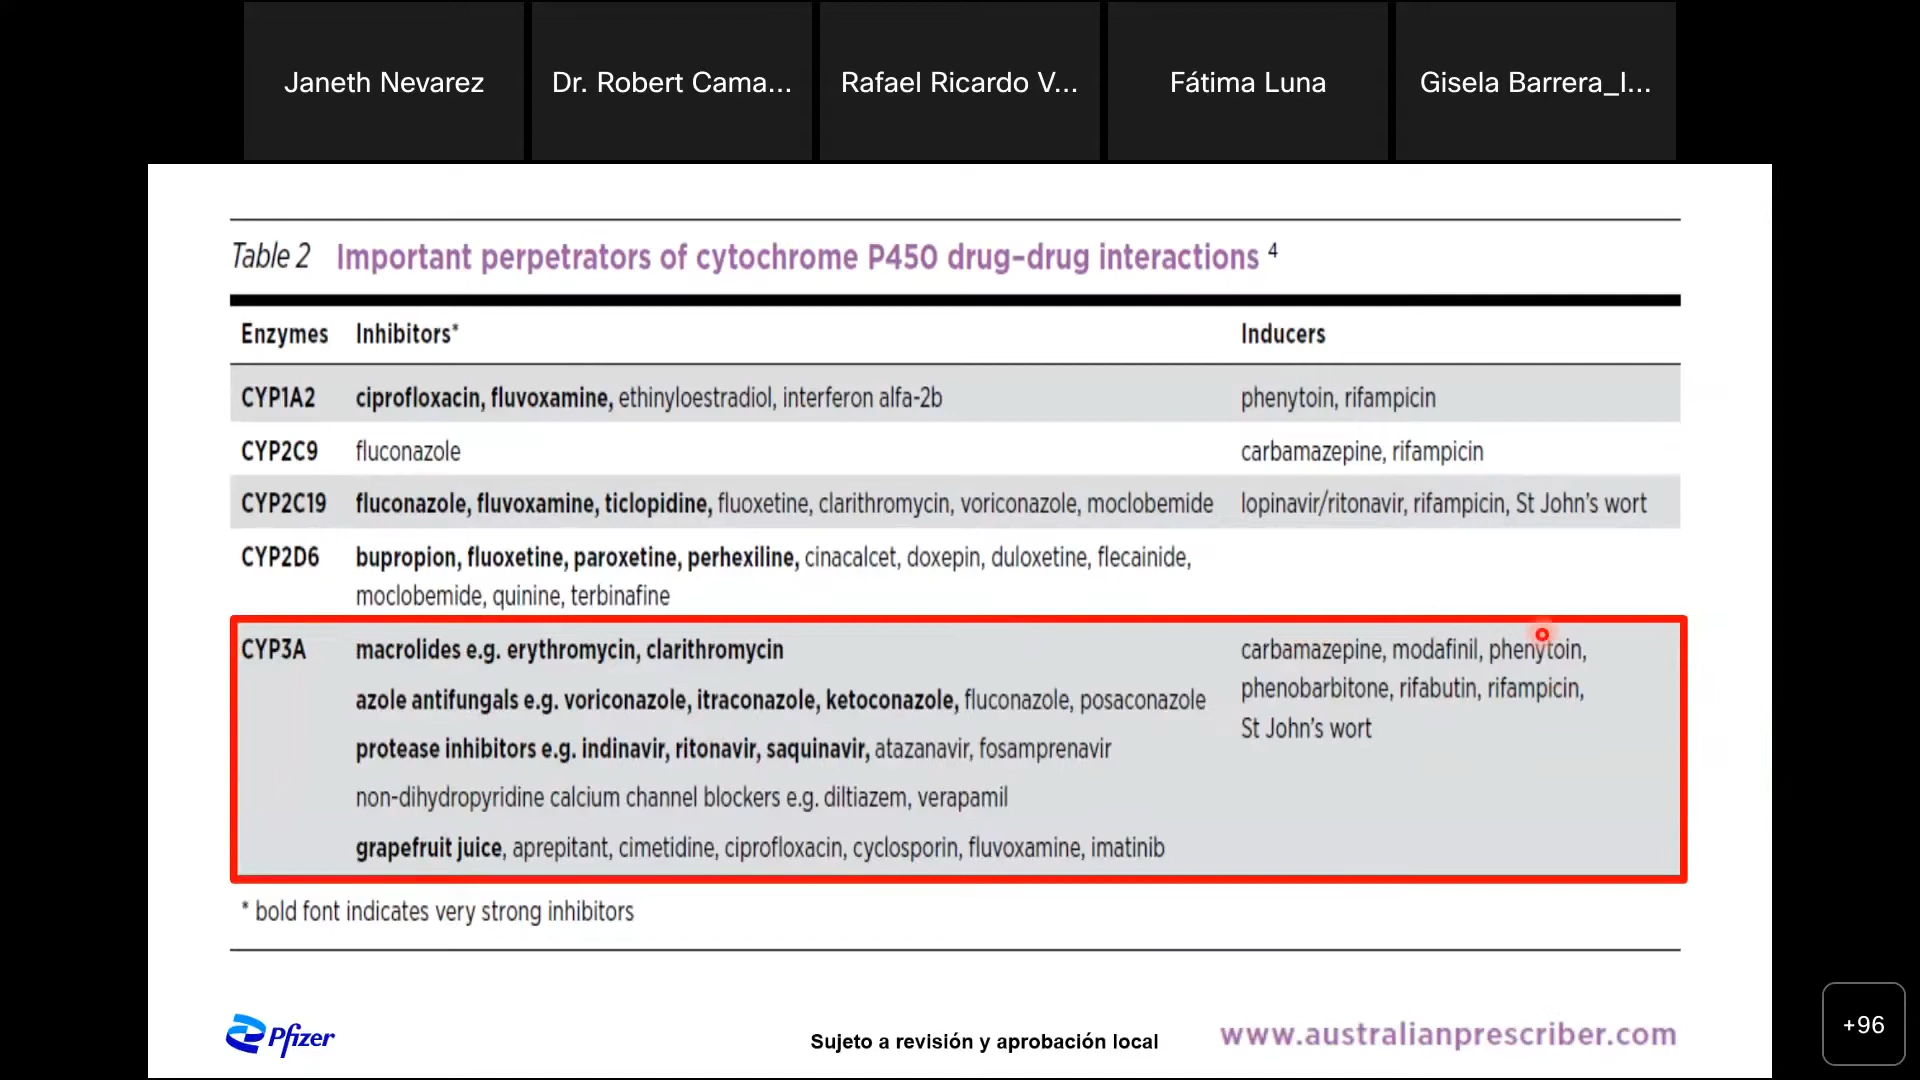 Janeth Nevarez
Dr. Robert Cama...
Rafael Ricardo V...
Fátima Luna
Gisela Barrera_I...
Table 2 Important perpetrators of cytochrome P450 drug–drug interactions 4
Enzymes Inhibitors* Inducers
CYP1A2 ciprofloxacin, fluvoxamine, ethinyloestradiol, interferon alfa-2b phenytoin, rifampicin
CYP2C9 fluconazole carbamazepine, rifampicin
CYP2C19 fluconazole, fluvoxamine, ticlopidine, fluoxetine, clarithromycin, voriconazole, moclobemide lopinavir/ritonavir, rifampicin, St John's wort
CYP2D6 bupropion, fluoxetine, paroxetine, perhexiline, cinacalcet, doxepin, duloxetine, flecainide,
moclobemide, quinine, terbinafine
CYP3A macrolides e.g. erythromycin, clarithromycin carbamazepine, modafinil, phenytoin,
azole antifungals e.g. voriconazole, itraconazole, ketoconazole, fluconazole, posaconazole phenobarbitone, rifabutin, rifampicin,
protease inhibitors e.g. indinavir, ritonavir, saquinavir, atazanavir, fosamprenavir St John's wort
non-dihydropyridine calcium channel blockers e.g. diltiazem, verapamil
grapefruit juice, aprepitant, cimetidine, ciprofloxacin, cyclosporin, fluvoxamine, imatinib
* bold font indicates very strong inhibitors
Pfizer
Sujeto a revisión y aprobación local
www.australianprescriber.com
+96